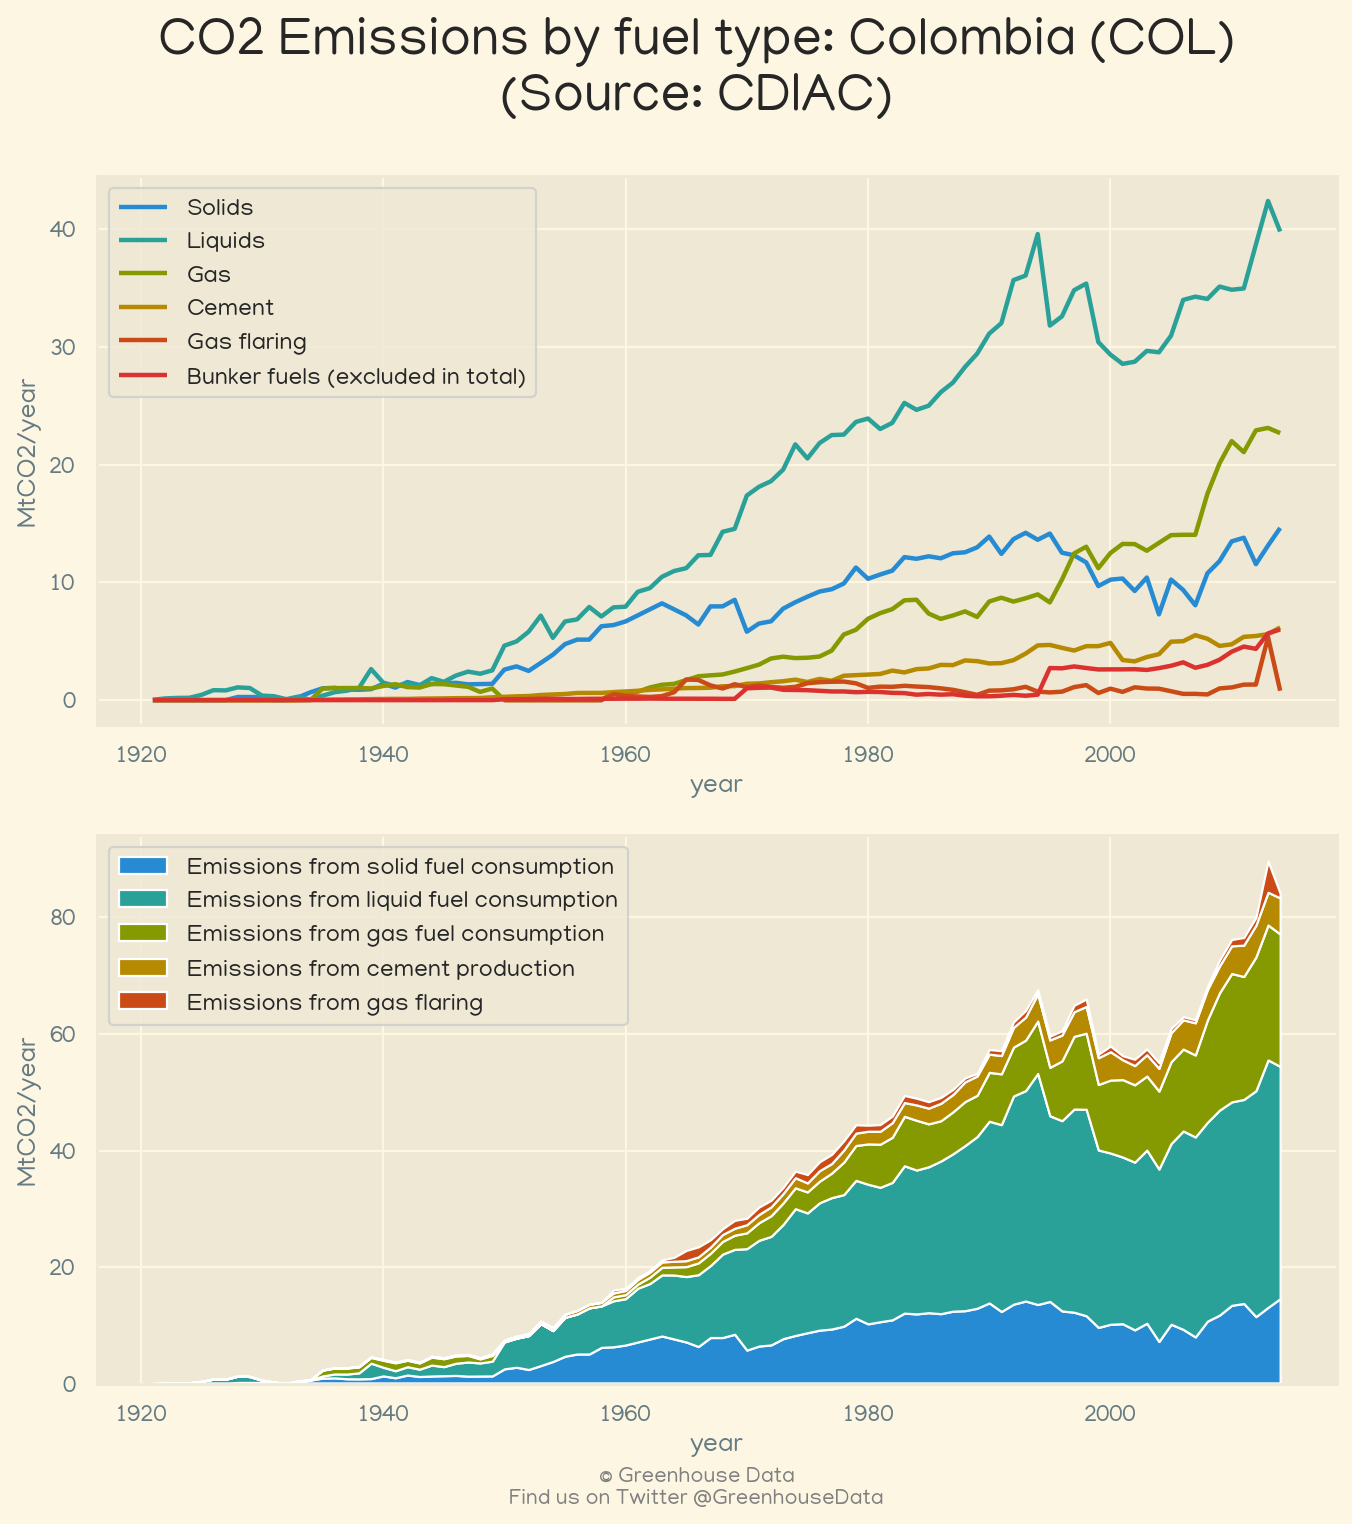 CO2 Emissions by fuel type: Colombia (COL)
(Source: CDIAC)
Solids
Liquids
Gas
Cement
Gas flaring
Bunker fuels (excluded in total)
MtCO2/year
40
30
20
10
0
1920 1940 1960 1980 2000
year
Emissions from solid fuel consumption
Emissions from liquid fuel consumption
Emissions from gas fuel consumption
Emissions from cement production
Emissions from gas flaring
MtCO2/year
80
60
40
20
0
1920 1940 1960 1980 2000
year
© Greenhouse Data
Find us on Twitter @GreenhouseData